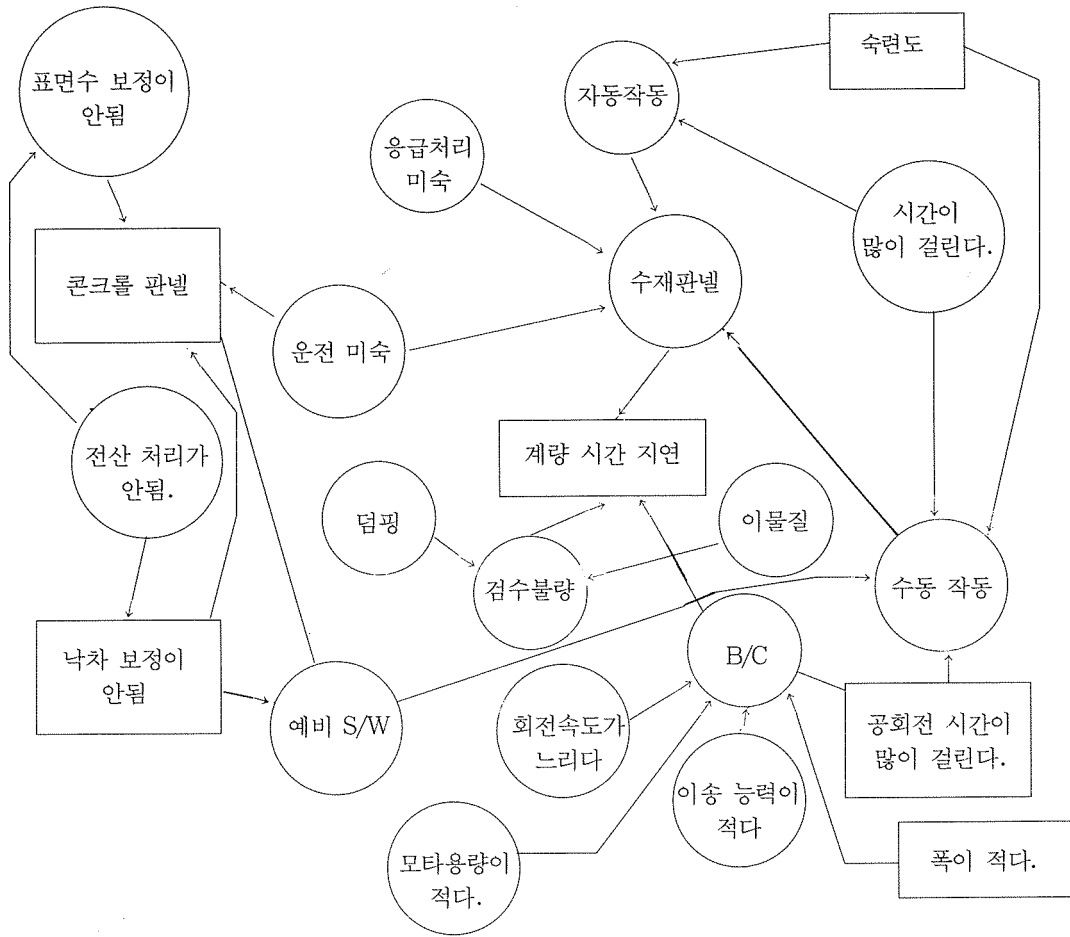 숙련도
표면수 보정이
안됨
자동작동
응급처리
미숙
시간이
많이 걸린다.
콘크롤 판넬
수재판넬
운전 미숙
전산 처리가
안됨.
계량 시간 지연
덤핑
이물질
검수불량
수동 작동
낙차 보정이
안됨
B/C
예비 S/W
회전속도가
느리다
공회전 시간이
많이 걸린다.
이송 능력이
적다
모타용량이
적다.
폭이 적다.